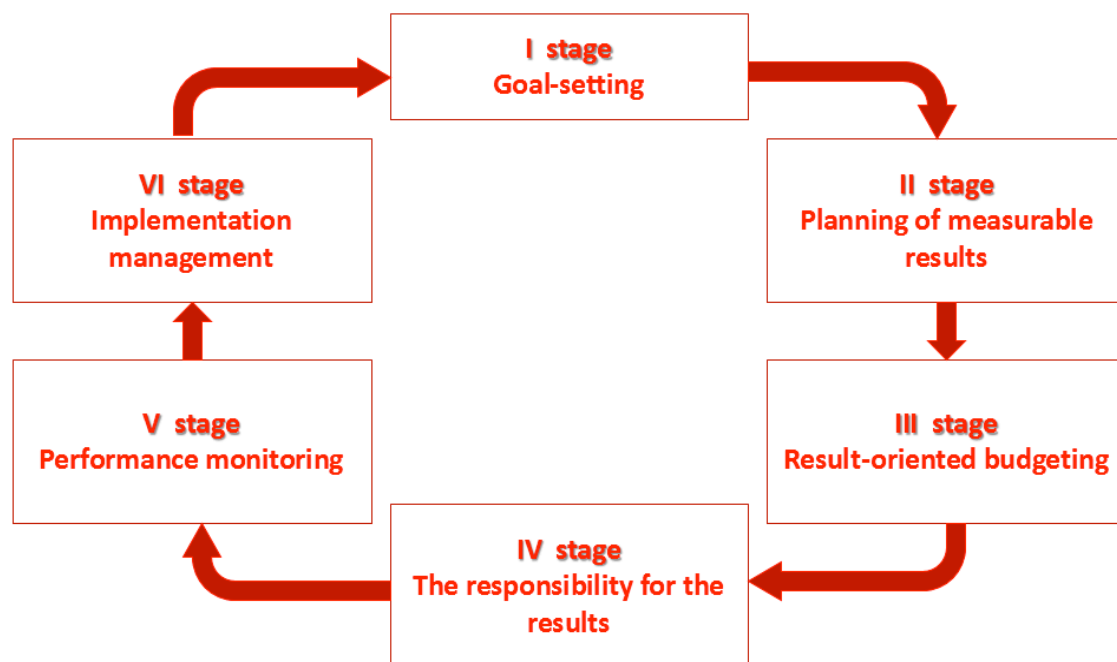 I stage
Goal-setting
II stage
Planning of measurable
results
III stage
Result-oriented budgeting
IV stage
The responsibility for the
results
V stage
Performance monitoring
VI stage
Implementation
management